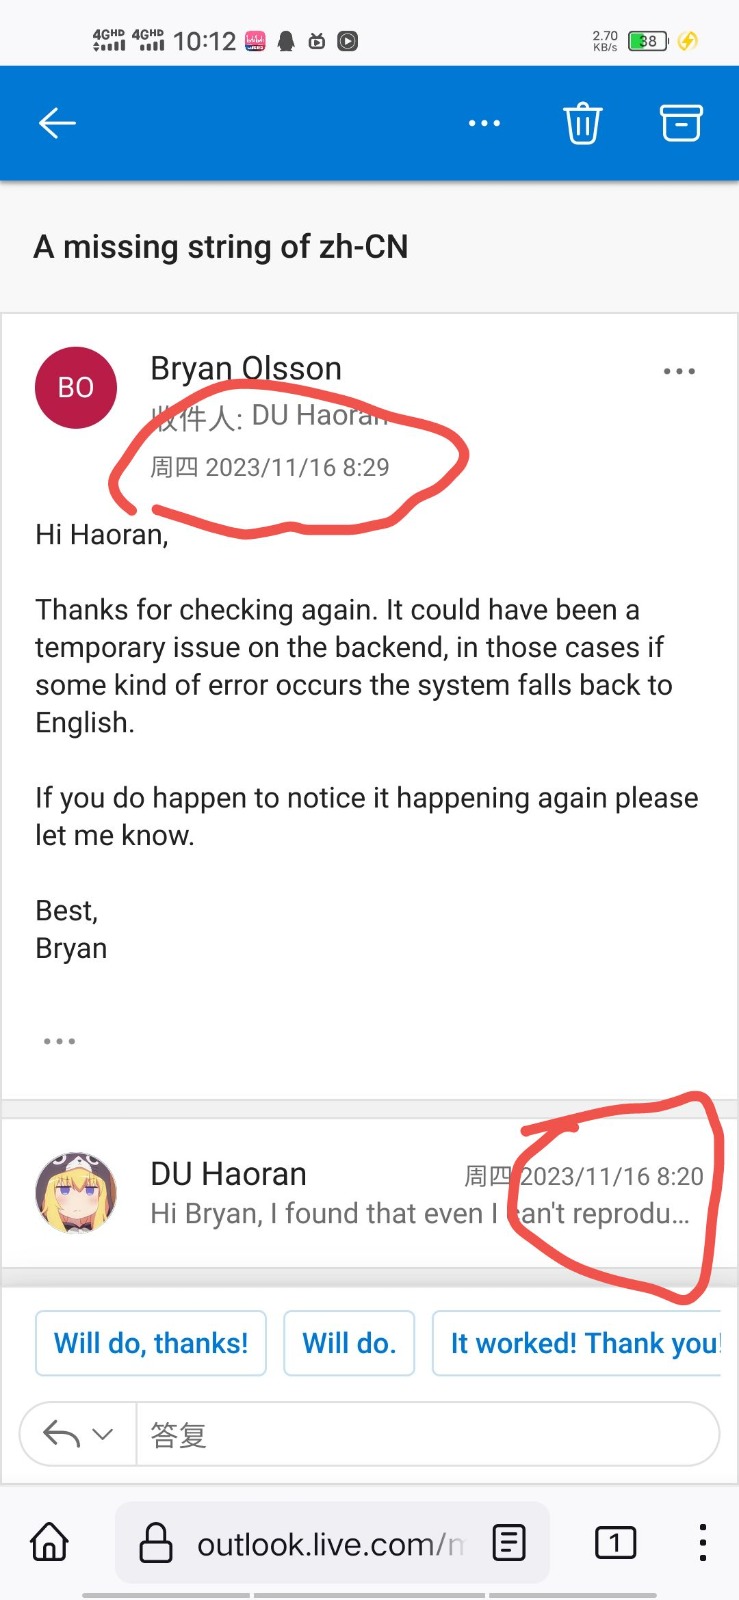 4GHD 4GHD 10:12
2.70 KB/s 38
A missing string of zh-CN
BO
Bryan Olsson
收件人: DU Haoran
周四 2023/11/16 8:29
Hi Haoran,
Thanks for checking again. It could have been a
temporary issue on the backend, in those cases if
some kind of error occurs the system falls back to
English.
If you do happen to notice it happening again please
let me know.
Best,
Bryan
DU Haoran
周四 2023/11/16 8:20
Hi Bryan, I found that even I can't reprodu...
Will do, thanks!
Will do.
It worked! Thank you!
答复
outlook.live.com/m
1